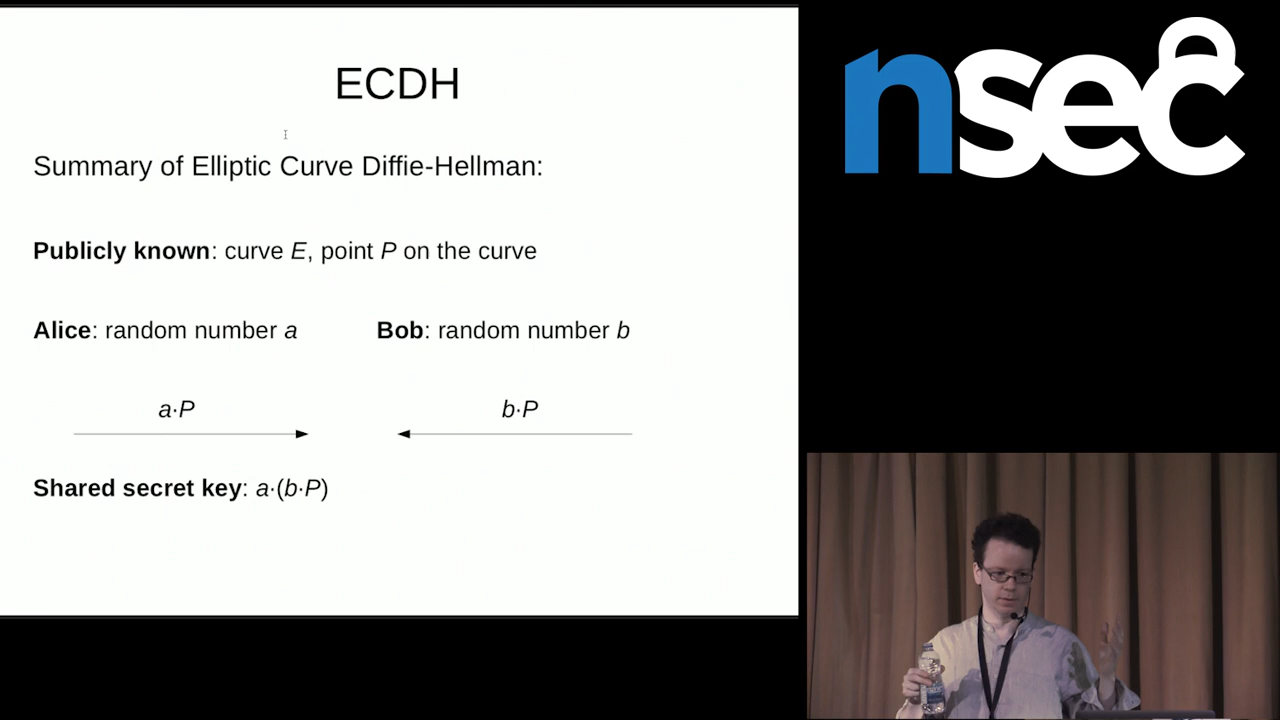 ECDH
Summary of Elliptic Curve Diffie-Hellman:
Publicly known: curve E, point P on the curve
Alice: random number a
Bob: random number b
a·P
b·P
Shared secret key: a·(b·P)
nsec